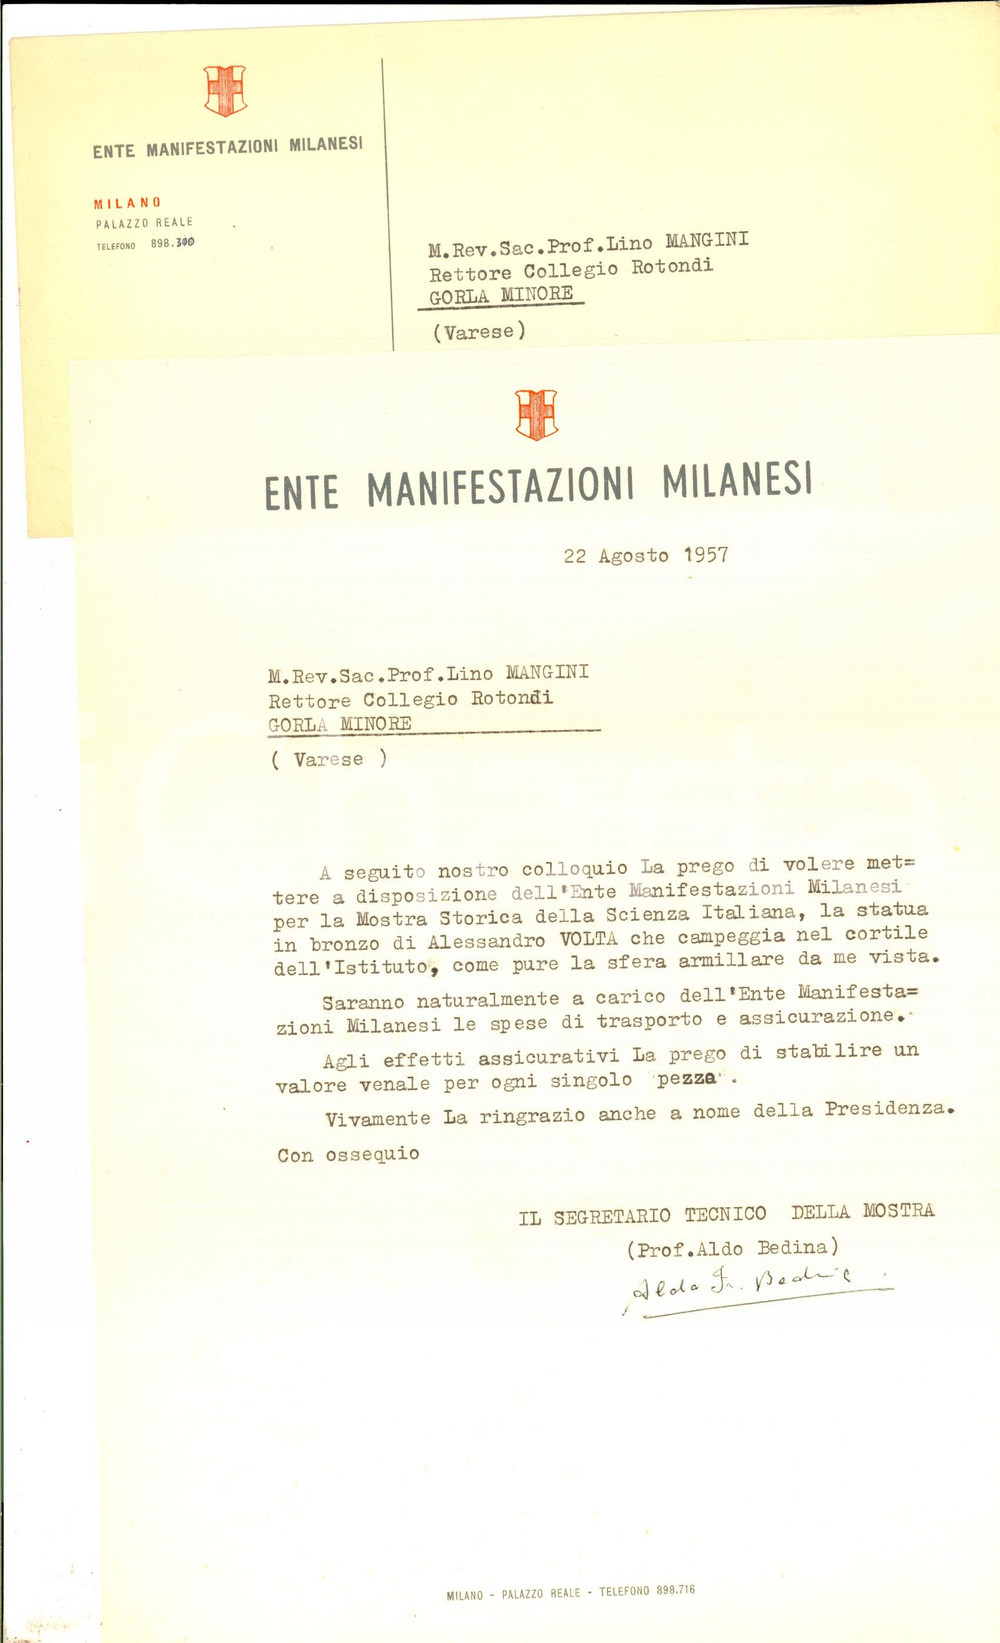 ENTE MANIFESTAZIONI MILANESI
MILANO
PALAZZO REALE
TELEFONO 898.300
M.Rev.Sac.Prof.Lino MANGINI
Rettore Collegio Rotondi
GORLA MINORE
(Varese)
ENTE MANIFESTAZIONI MILANESI
22 Agosto 1957
M.Rev.Sac.Prof.Lino MANGINI
Rettore Collegio Rotondi
GORLA MINORE
( Varese )
A seguito nostro colloquio La prego di volere met=
tere a disposizione dell'Ente Manifestazioni Milanesi
per la Mostra Storica della Scienza Italiana, la statua
in bronzo di Alessandro VOLTA che campeggia nel cortile
dell'Istituto, come pure la sfera armillare da me vista.
Saranno naturalmente a carico dell'Ente Manifesta=
zioni Milanesi le spese di trasporto e assicurazione.
Agli effetti assicurativi La prego di stabilire un
valore venale per ogni singolo pezzo.
Vivamente La ringrazio anche a nome della Presidenza.
Con ossequio
IL SEGRETARIO TECNICO DELLA MOSTRA
(Prof.Aldo Bedina)
Aldo Fr. Bedina
MILANO - PALAZZO REALE - TELEFONO 898.716